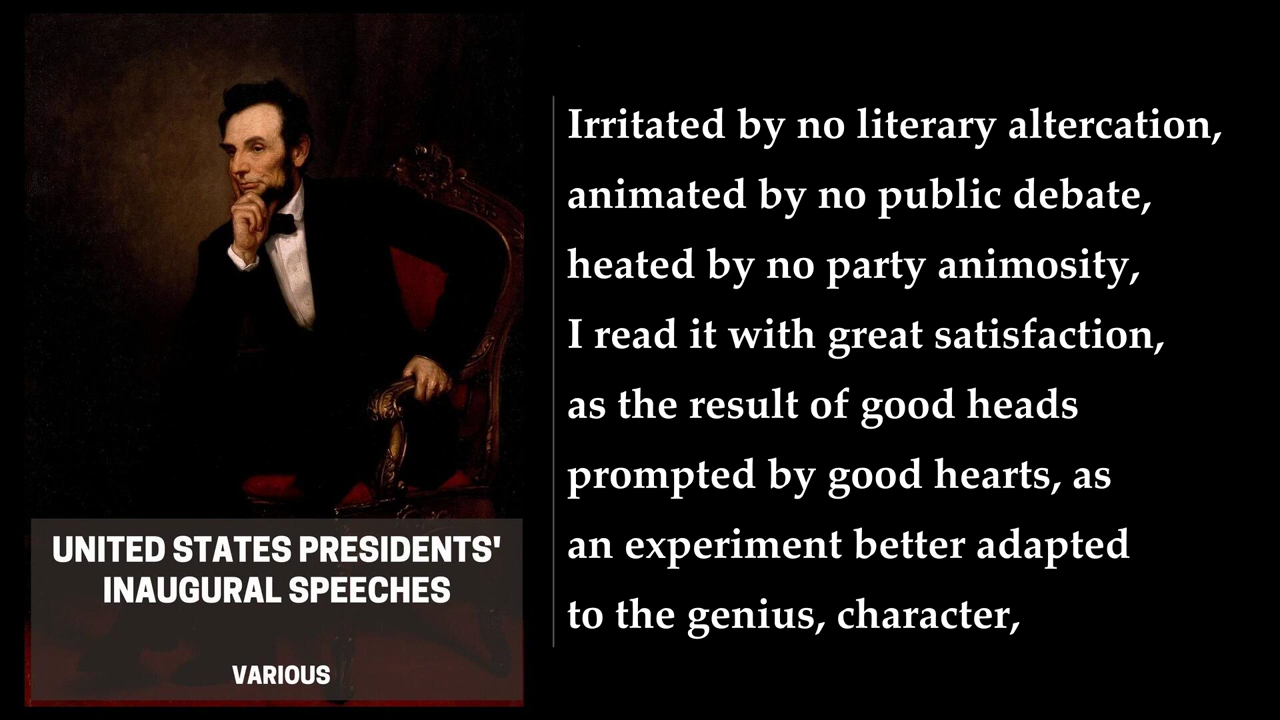 Irritated by no literary altercation,
animated by no public debate,
heated by no party animosity,
I read it with great satisfaction,
as the result of good heads
prompted by good hearts, as
an experiment better adapted
to the genius, character,
UNITED STATES PRESIDENTS'
INAUGURAL SPEECHES
VARIOUS